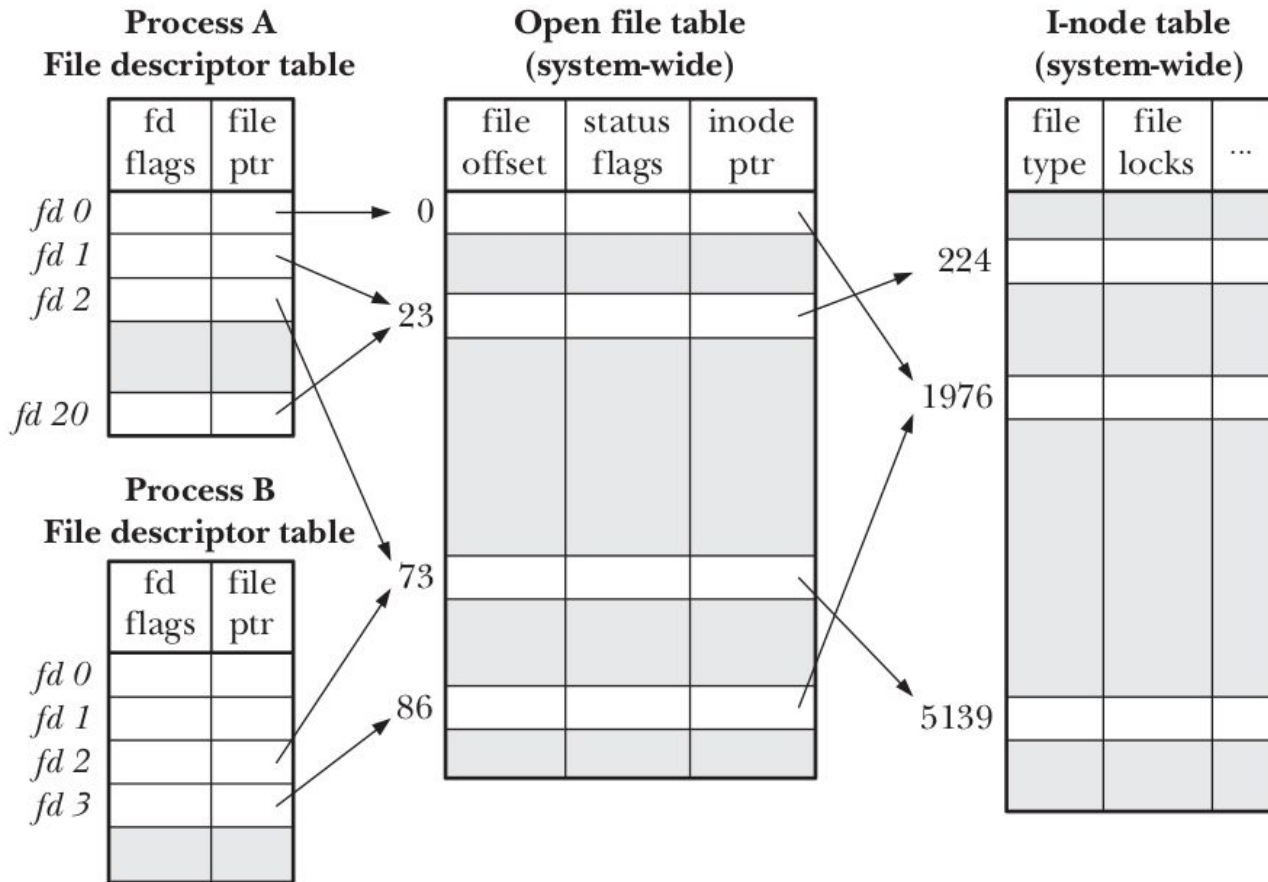 Process A
File descriptor table
fd
flags
file
ptr
fd 0
fd 1
fd 2
fd 20
Process B
File descriptor table
fd
flags
file
ptr
fd 0
fd 1
fd 2
fd 3
Open file table
(system-wide)
file
offset
status
flags
inode
ptr
0
23
73
86
I-node table
(system-wide)
file
type
file
locks
...
224
1976
5139